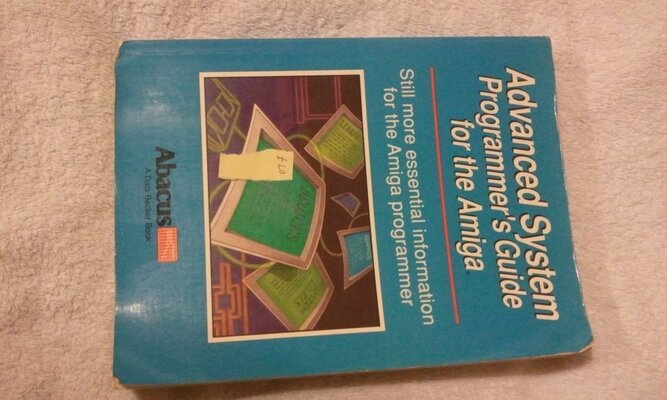 Advanced System
Programmer's Guide
for the Amiga
Still more essential information
for the Amiga programmer
Abacus
A Data Becker Book